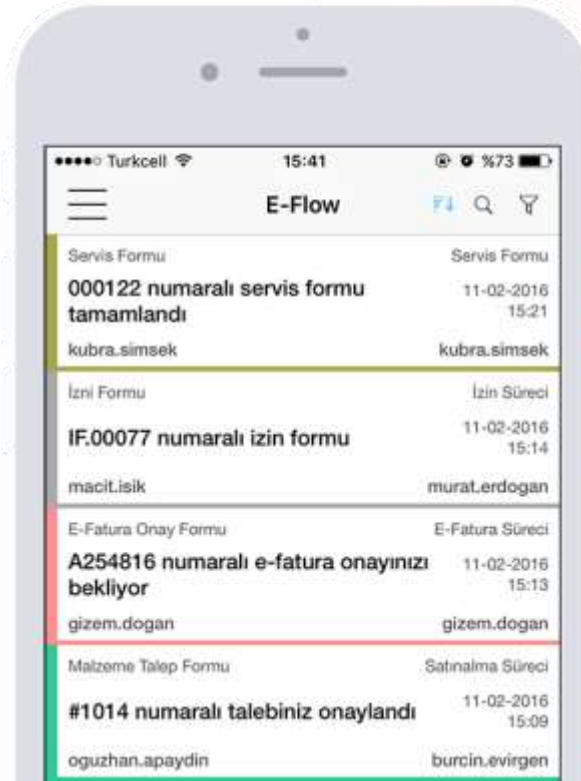 Turkcell 15:41 %73
E-Flow
Servis Formu Servis Formu
000122 numaralı servis formu
tamamlandı
11-02-2016
15:21
kubra.simsek kubra.simsek
İzni Formu İzin Süreci
IF.00077 numaralı izin formu
11-02-2016
15:14
macit.isik murat.erdogan
E-Fatura Onay Formu E-Fatura Süreci
A254816 numaralı e-fatura onayınızı
bekliyor
11-02-2016
15:13
gizem.dogan gizem.dogan
Malzeme Talep Formu Satınalma Süreci
#1014 numaralı talebiniz onaylandı
11-02-2016
15:09
oguzhan.apaydin burcin.evirgen